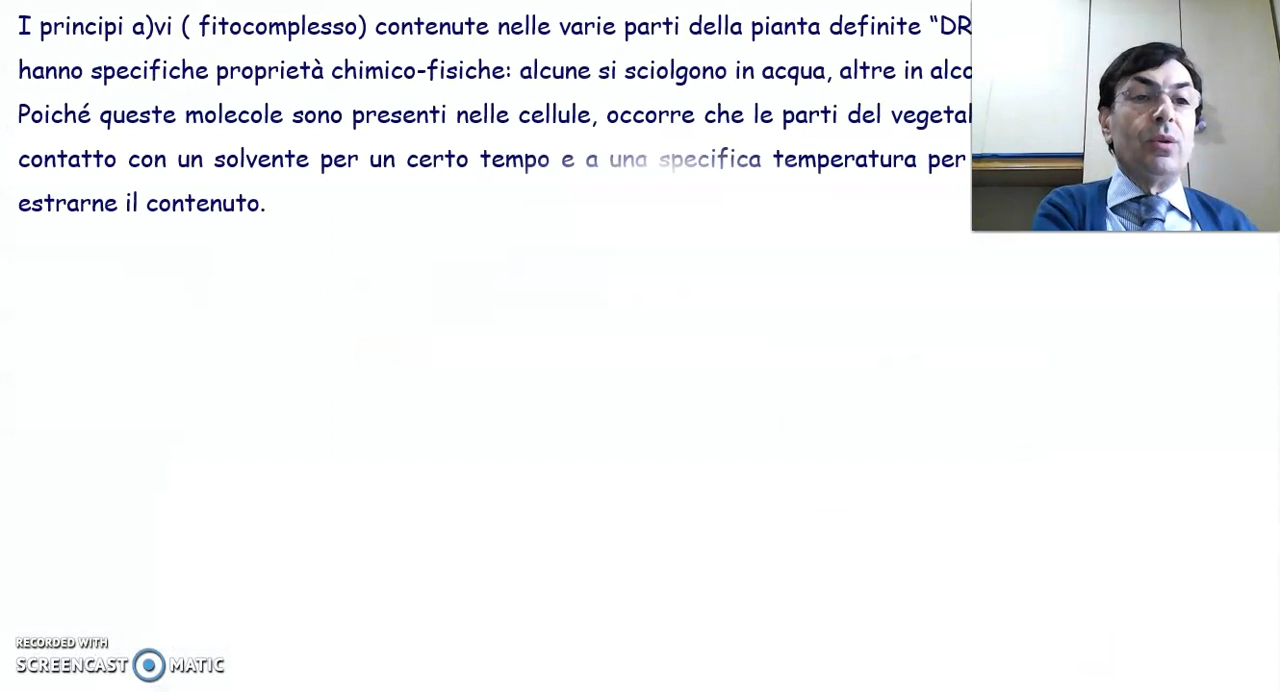 I principi a)vi ( fitocomplesso) contenute nelle varie parti della pianta definite “DR
hanno specifiche proprietà chimico-fisiche: alcune si sciolgono in acqua, altre in alco
Poiché queste molecole sono presenti nelle cellule, occorre che le parti del vegetal
contatto con un solvente per un certo tempo e a una specifica temperatura per
estrarne il contenuto.
RECORDED WITH
SCREENCAST MATIC